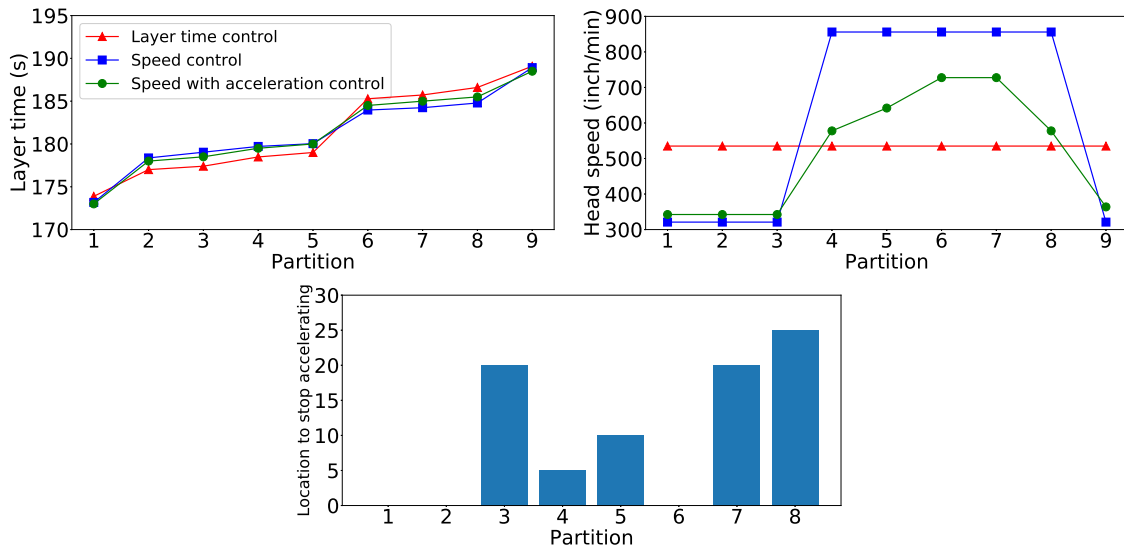 195
190
185
180
175
170
Layer time (s)
Layer time control
Speed control
Speed with acceleration control
1 2 3 4 5 6 7 8 9
Partition
900
800
700
600
500
400
300
Head speed (inch/min)
1 2 3 4 5 6 7 8 9
Partition
30
25
20
15
10
5
0
Location to stop accelerating
1 2 3 4 5 6 7 8
Partition